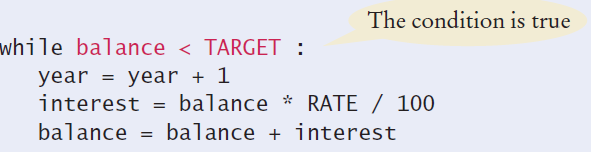 The condition is true
while balance < TARGET :
   year = year + 1
   interest = balance * RATE / 100
   balance = balance + interest